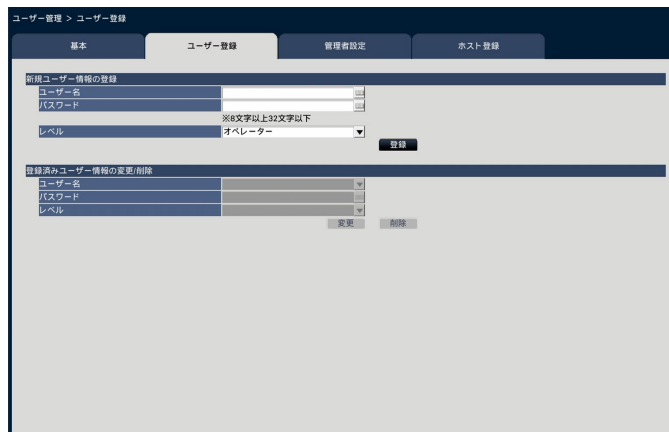 ユーザー管理 > ユーザー登録
基本 ユーザー登録 管理者設定 ホスト登録
新規ユーザー情報の登録
ユーザー名
パスワード
※8文字以上32文字以下
レベル オペレーター
登録
登録済みユーザー情報の変更/削除
ユーザー名
パスワード
レベル
変更 削除